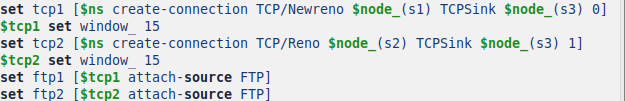 set tcp1 [$ns create-connection TCP/Newreno $node_(s1) TCPSink $node_(s3) 0]
$tcp1 set window_ 15
set tcp2 [$ns create-connection TCP/Reno $node_(s2) TCPSink $node_(s3) 1]
$tcp2 set window_ 15
set ftp1 [$tcp1 attach-source FTP]
set ftp2 [$tcp2 attach-source FTP]